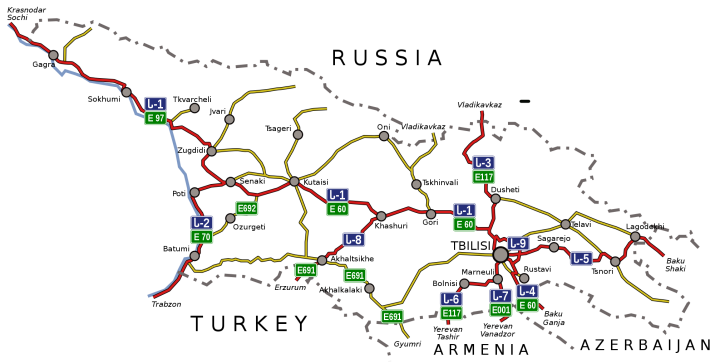 Krasnodar
Sochi
RUSSIA
Gagra
Sokhumi
Tkvarcheli
ს-1
E 97
Jvari
Tsageri
Oni
Vladikavkaz
Vladikavkaz
Zugdidi
ს-3
E117
Senaki
Kutaisi
Tskhinvali
Dusheti
Poti
E692
ს-1
E 60
Gori
ს-1
E 60
Khashuri
Ozurgeti
ს-2
E 70
ს-8
Telavi
Lagodekhi
Batumi
Akhaltsikhe
TBILISI
ს-9
Sagarejo
ს-5
Tsnori
Baku
Shaki
E691
E691
Erzurum
Akhalkalaki
Marneuli
Rustavi
Bolnisi
Trabzon
ს-6
E117
ს-7
E001
ს-4
E 60
E691
Baku
Ganja
TURKEY
Gyumri
Yerevan
Tashir
Yerevan
Vanadzor
ARMENIA
AZERBAIJAN